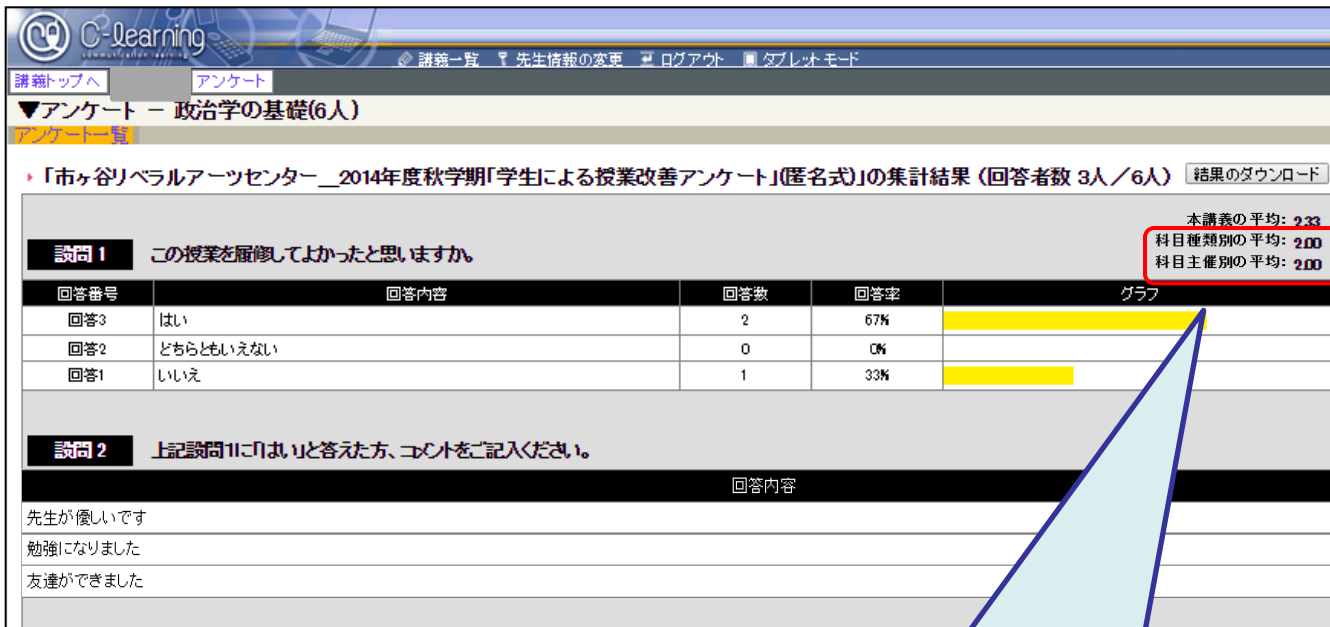 C-Learning
communication learning
講義一覧 先生情報の変更 ログアウト タブレットモード
講義トップへ アンケート
▼アンケート － 政治学の基礎(6人)
アンケート一覧
「市ヶ谷リベラルアーツセンター__2014年度秋学期「学生による授業改善アンケート」(匿名式)」の集計結果 (回答者数 3人／6人) 結果のダウンロード
本講義の平均: 2.33
科目種類別の平均: 2.00
科目主催別の平均: 2.00
設問1 この授業を履修してよかったと思いますか。
回答番号 回答内容 回答数 回答率 グラフ
回答3 はい 2 67%
回答2 どちらともいえない 0 0%
回答1 いいえ 1 33%
設問2 上記設問1に「はい」と答えた方、コメントをご記入ください。
回答内容
先生が優しいです
勉強になりました
友達ができました